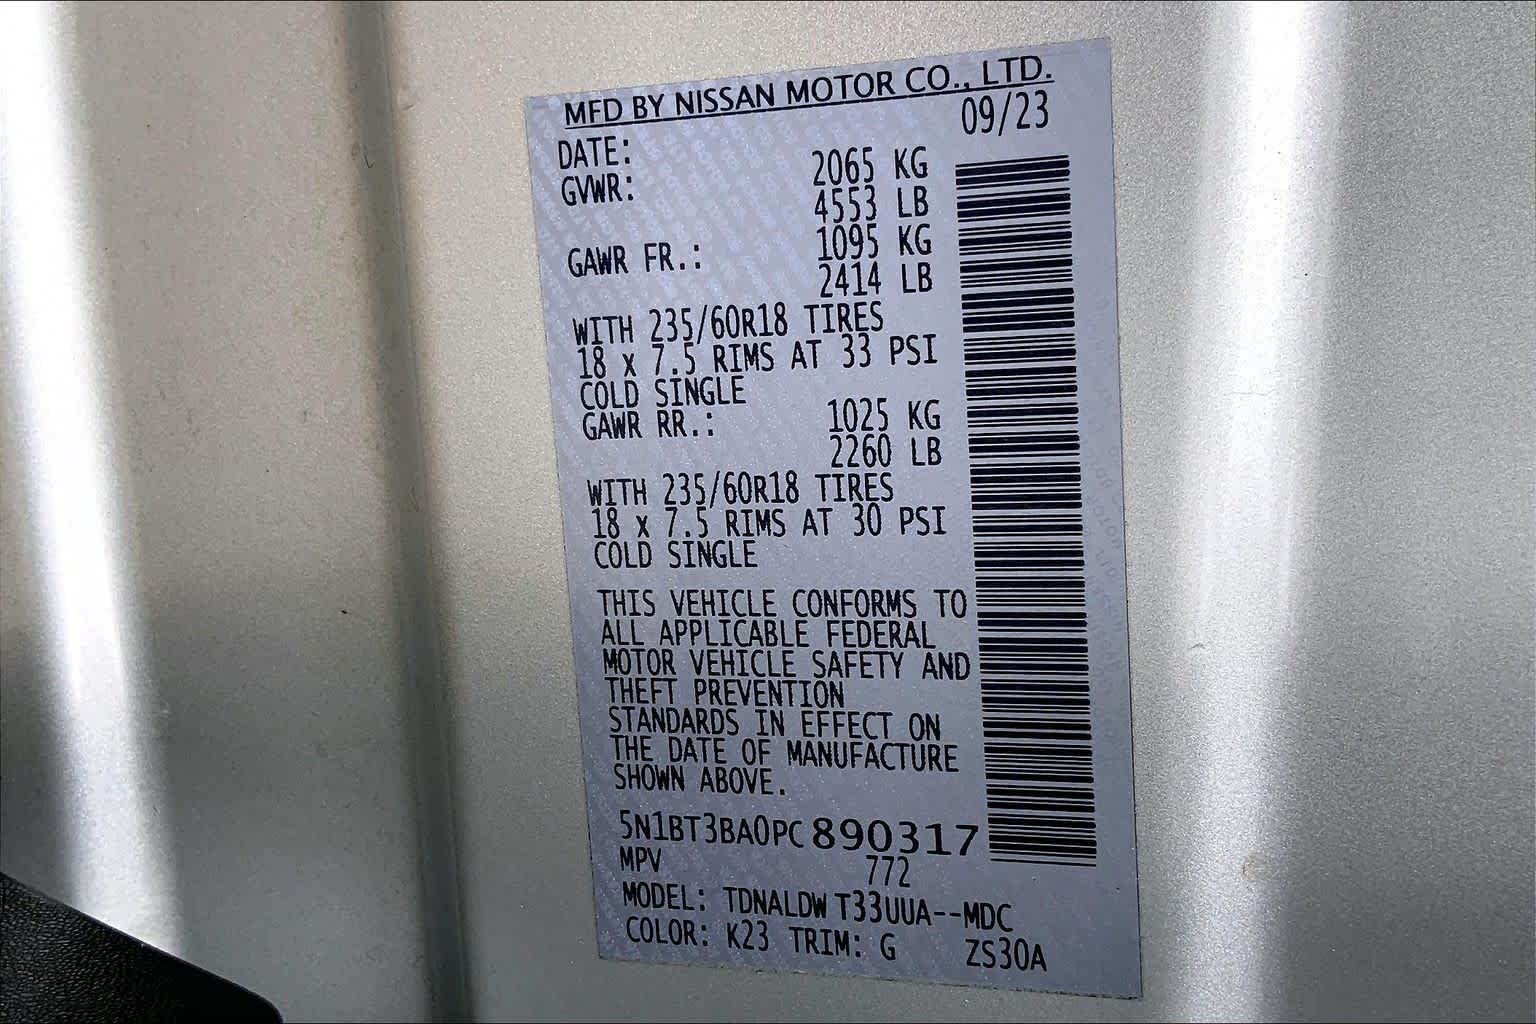 MFD BY NISSAN MOTOR CO., LTD.
DATE: 09/23
GVWR: 2065 KG
4553 LB
GAWR FR.: 1095 KG
2414 LB
WITH 235/60R18 TIRES
18 x 7.5 RIMS AT 33 PSI
COLD SINGLE
GAWR RR.: 1025 KG
2260 LB
WITH 235/60R18 TIRES
18 x 7.5 RIMS AT 30 PSI
COLD SINGLE
THIS VEHICLE CONFORMS TO
ALL APPLICABLE FEDERAL
MOTOR VEHICLE SAFETY AND
THEFT PREVENTION
STANDARDS IN EFFECT ON
THE DATE OF MANUFACTURE
SHOWN ABOVE.
5N1BT3BA0PC890317
MPV 772
MODEL: TDNALDW T33UUA--MDC
COLOR: K23 TRIM: G ZS30A